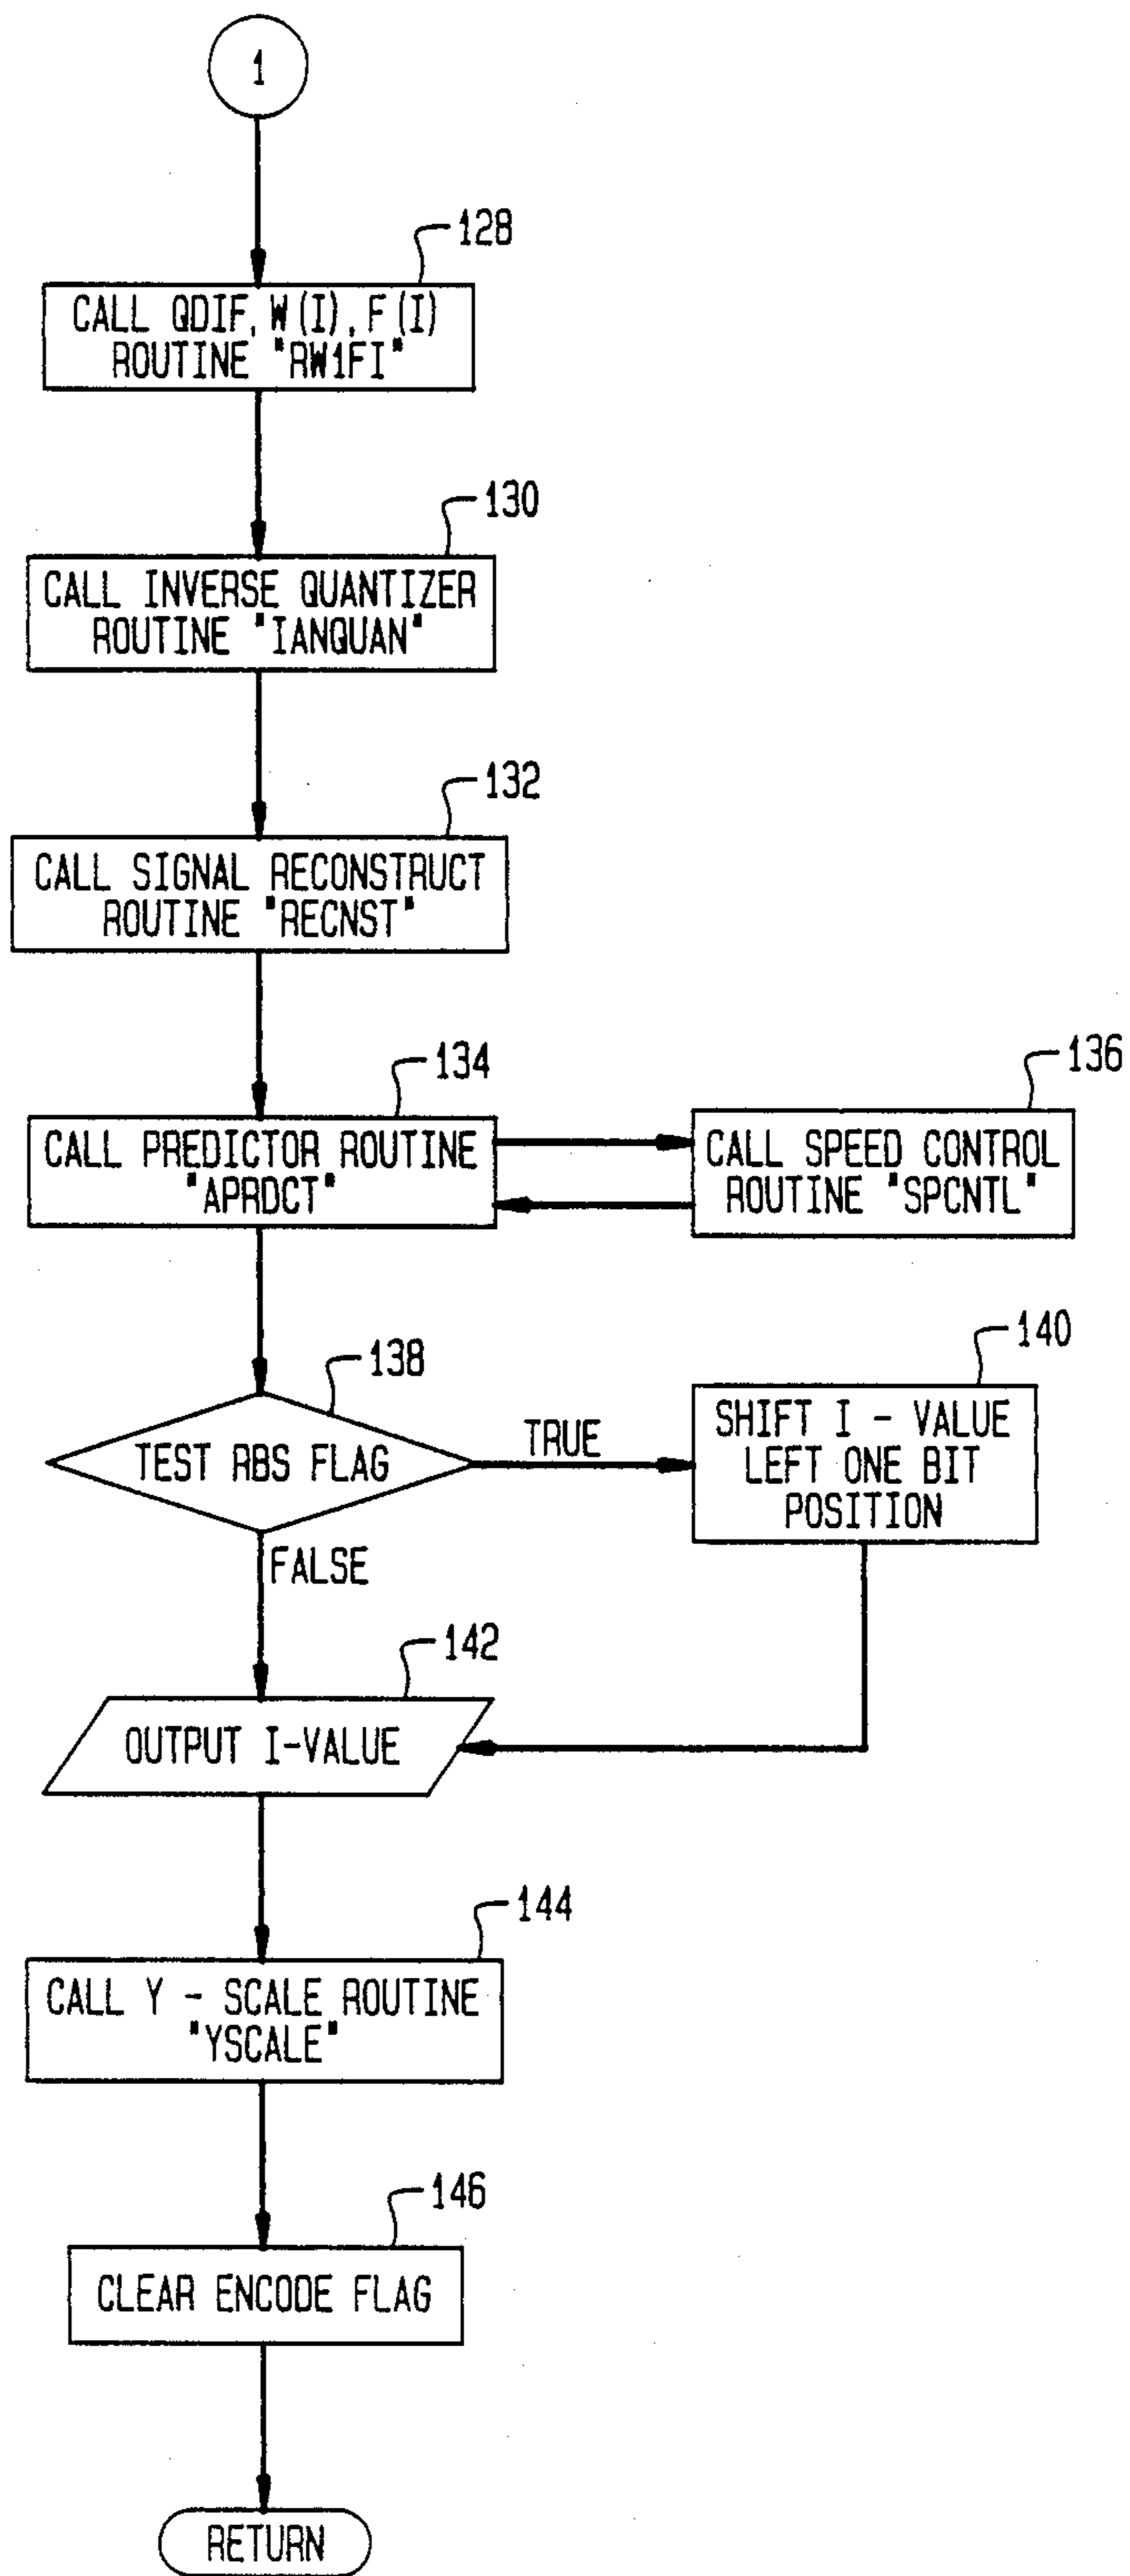 1
128
CALL QDIF, W(I), F(I)
ROUTINE "RW1FI"
130
CALL INVERSE QUANTIZER
ROUTINE "IANQUAN"
132
CALL SIGNAL RECONSTRUCT
ROUTINE "RECNST"
134
CALL PREDICTOR ROUTINE
"APRDCT"
136
CALL SPEED CONTROL
ROUTINE "SPCNTL"
138
TEST RBS FLAG
TRUE
140
SHIFT I - VALUE
LEFT ONE BIT
POSITION
FALSE
142
OUTPUT I-VALUE
144
CALL Y - SCALE ROUTINE
"YSCALE"
146
CLEAR ENCODE FLAG
RETURN